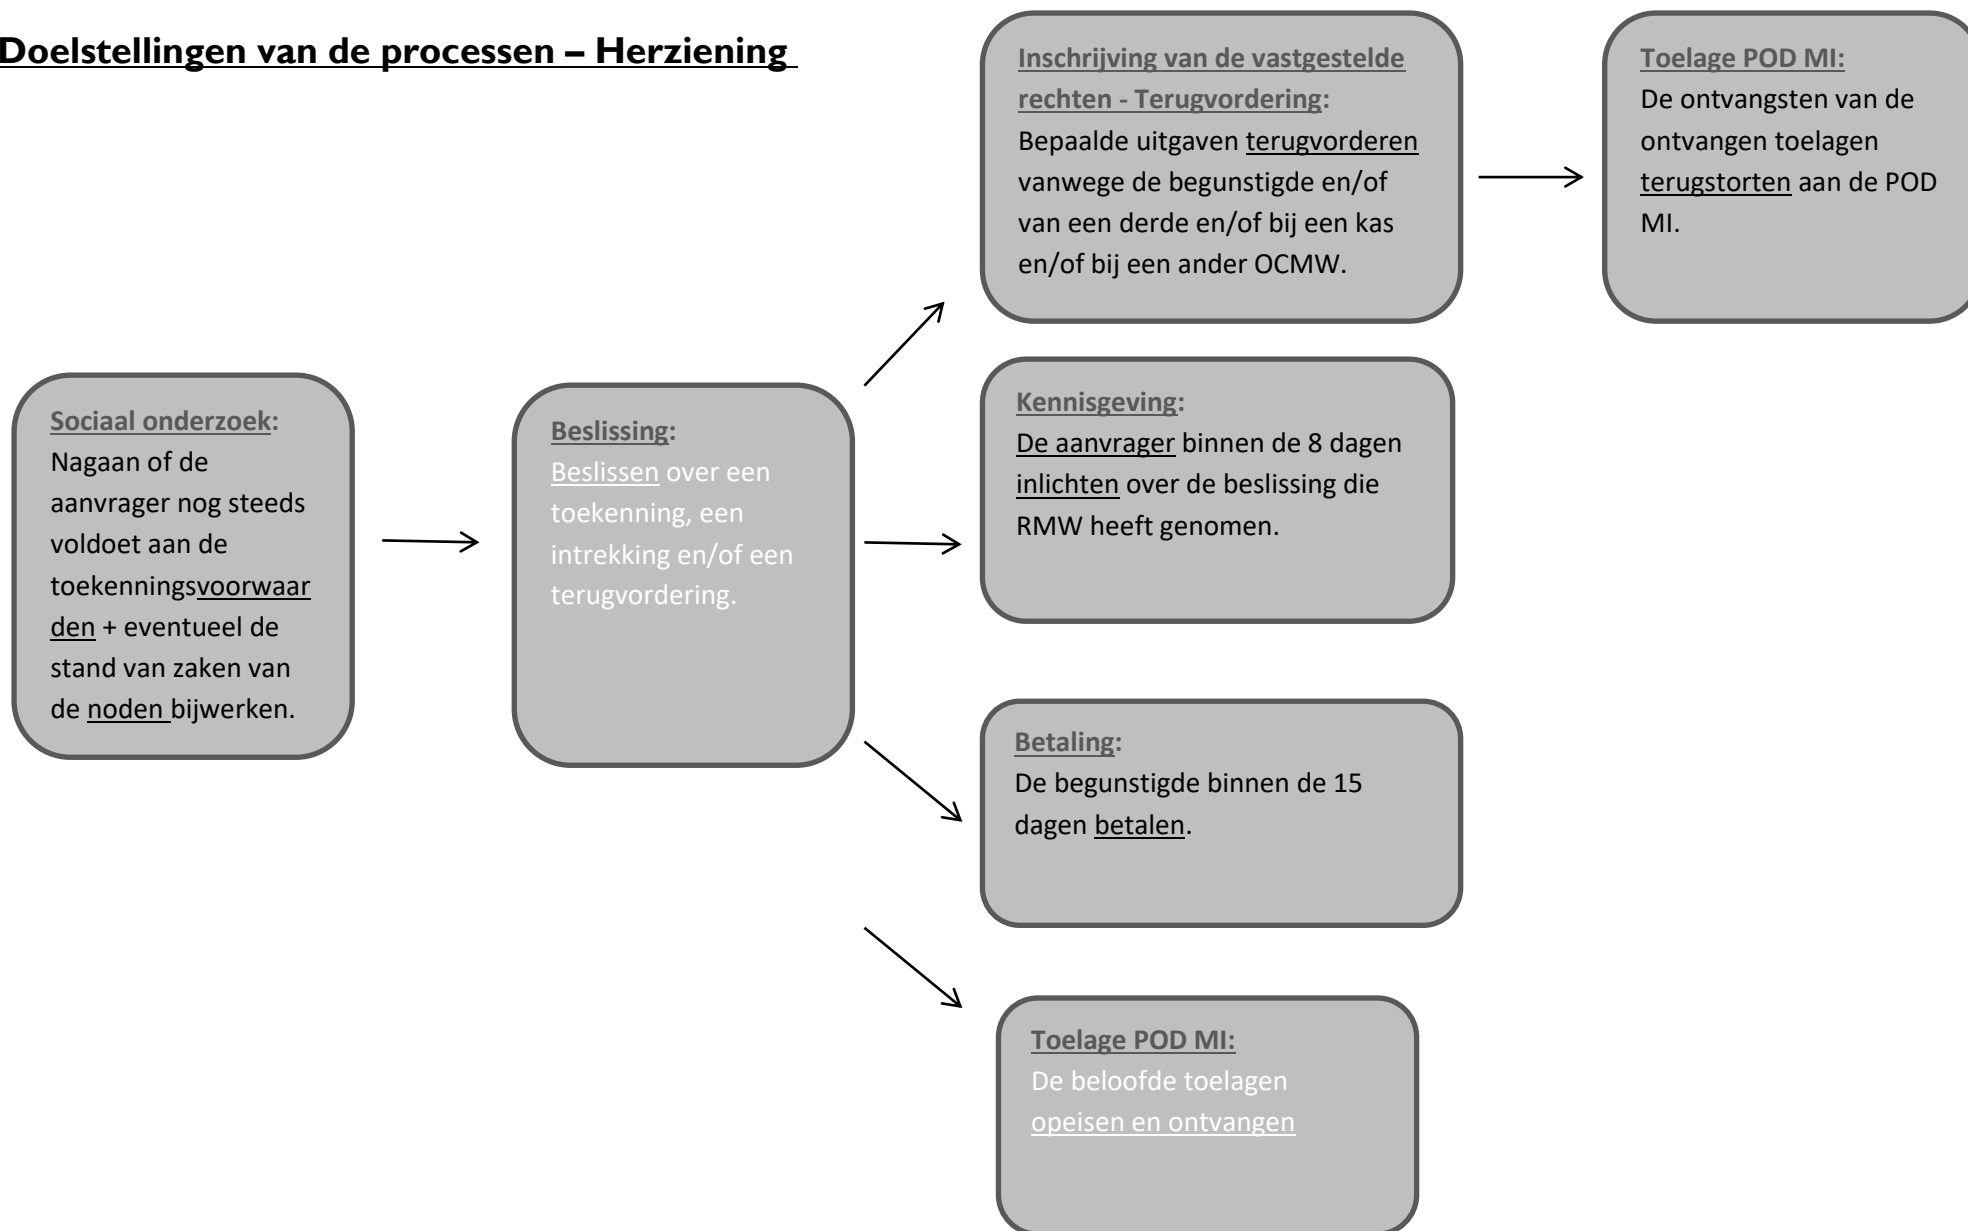 Doelstellingen van de processen – Herziening
Inschrijving van de vastgestelde
rechten - Terugvordering:
Bepaalde uitgaven terugvorderen
vanwege de begunstigde en/of
van een derde en/of bij een kas
en/of bij een ander OCMW.
Toelage POD MI:
De ontvangsten van de
ontvangen toelagen
terugstorten aan de POD
MI.
Sociaal onderzoek:
Nagaan of de
aanvrager nog steeds
voldoet aan de
toekenningsvoorwaar
den + eventueel de
stand van zaken van
de noden bijwerken.
Beslissing:
Beslissen over een
toekenning, een
intrekking en/of een
terugvordering.
Kennisgeving:
De aanvrager binnen de 8 dagen
inlichten over de beslissing die
RMW heeft genomen.
Betaling:
De begunstigde binnen de 15
dagen betalen.
Toelage POD MI:
De beloofde toelagen
opeisen en ontvangen